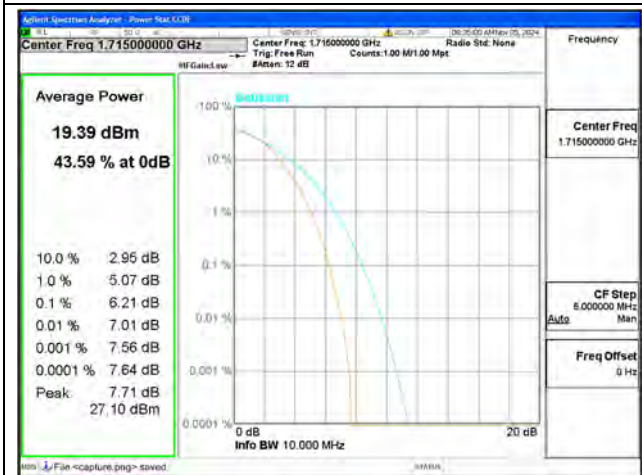 Agilent Spectrum Analyzer - Power Stat CCDF
Center Freq 1.715000000 GHz
Center Freq: 1.715000000 GHz
Radio Std: None
Trig: Free Run
Counts:1.00 M/1.00 Mpt
#IFGain:Low
#Atten: 12 dB
Frequency
Average Power
19.39 dBm
43.59 % at 0dB
10.0 % 2.95 dB
1.0 % 5.07 dB
0.1 % 6.21 dB
0.01 % 7.01 dB
0.001 % 7.56 dB
0.0001 % 7.64 dB
Peak 7.71 dB
27.10 dBm
100 %
Gaussian
10 %
1 %
0.1 %
0.01 %
0.001 %
0.0001 %
0 dB
20 dB
Info BW 10.000 MHz
Center Freq
1.715000000 GHz
CF Step
6.000000 MHz
Auto Man
Freq Offset
0 Hz
MSG
File <capture.png> saved
STATUS